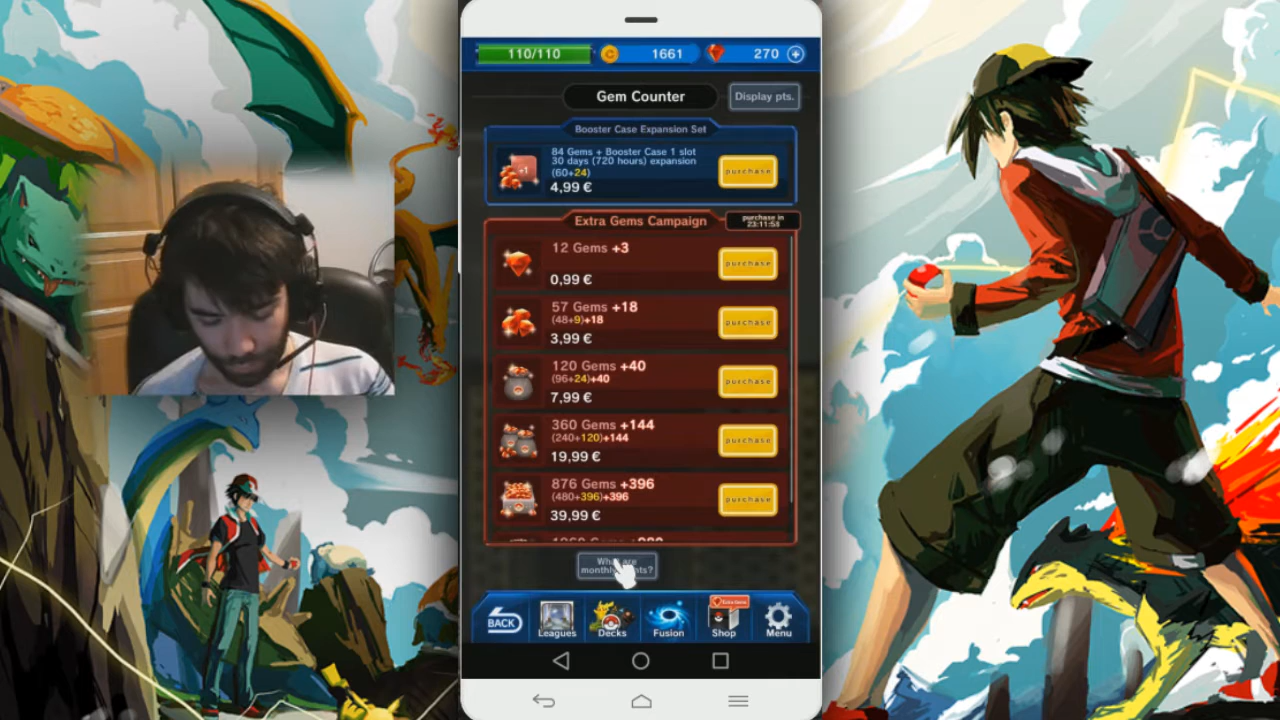 110/110
1661
270
Gem Counter
Display pts.
Booster Case Expansion Set
84 Gems + Booster Case 1 slot
30 days (720 hours) expansion
(60+24)
4,99 €
purchase
+1
Extra Gems Campaign
purchase in
23:11:58
12 Gems +3
0,99 €
purchase
57 Gems +18
(48+9)+18
3,99 €
purchase
120 Gems +40
(96+24)+40
7,99 €
purchase
360 Gems +144
(240+120)+144
19,99 €
purchase
876 Gems +396
(480+396)+396
39,99 €
purchase
What are
BACK
Leagues
Decks
Fusion
Shop
Menu